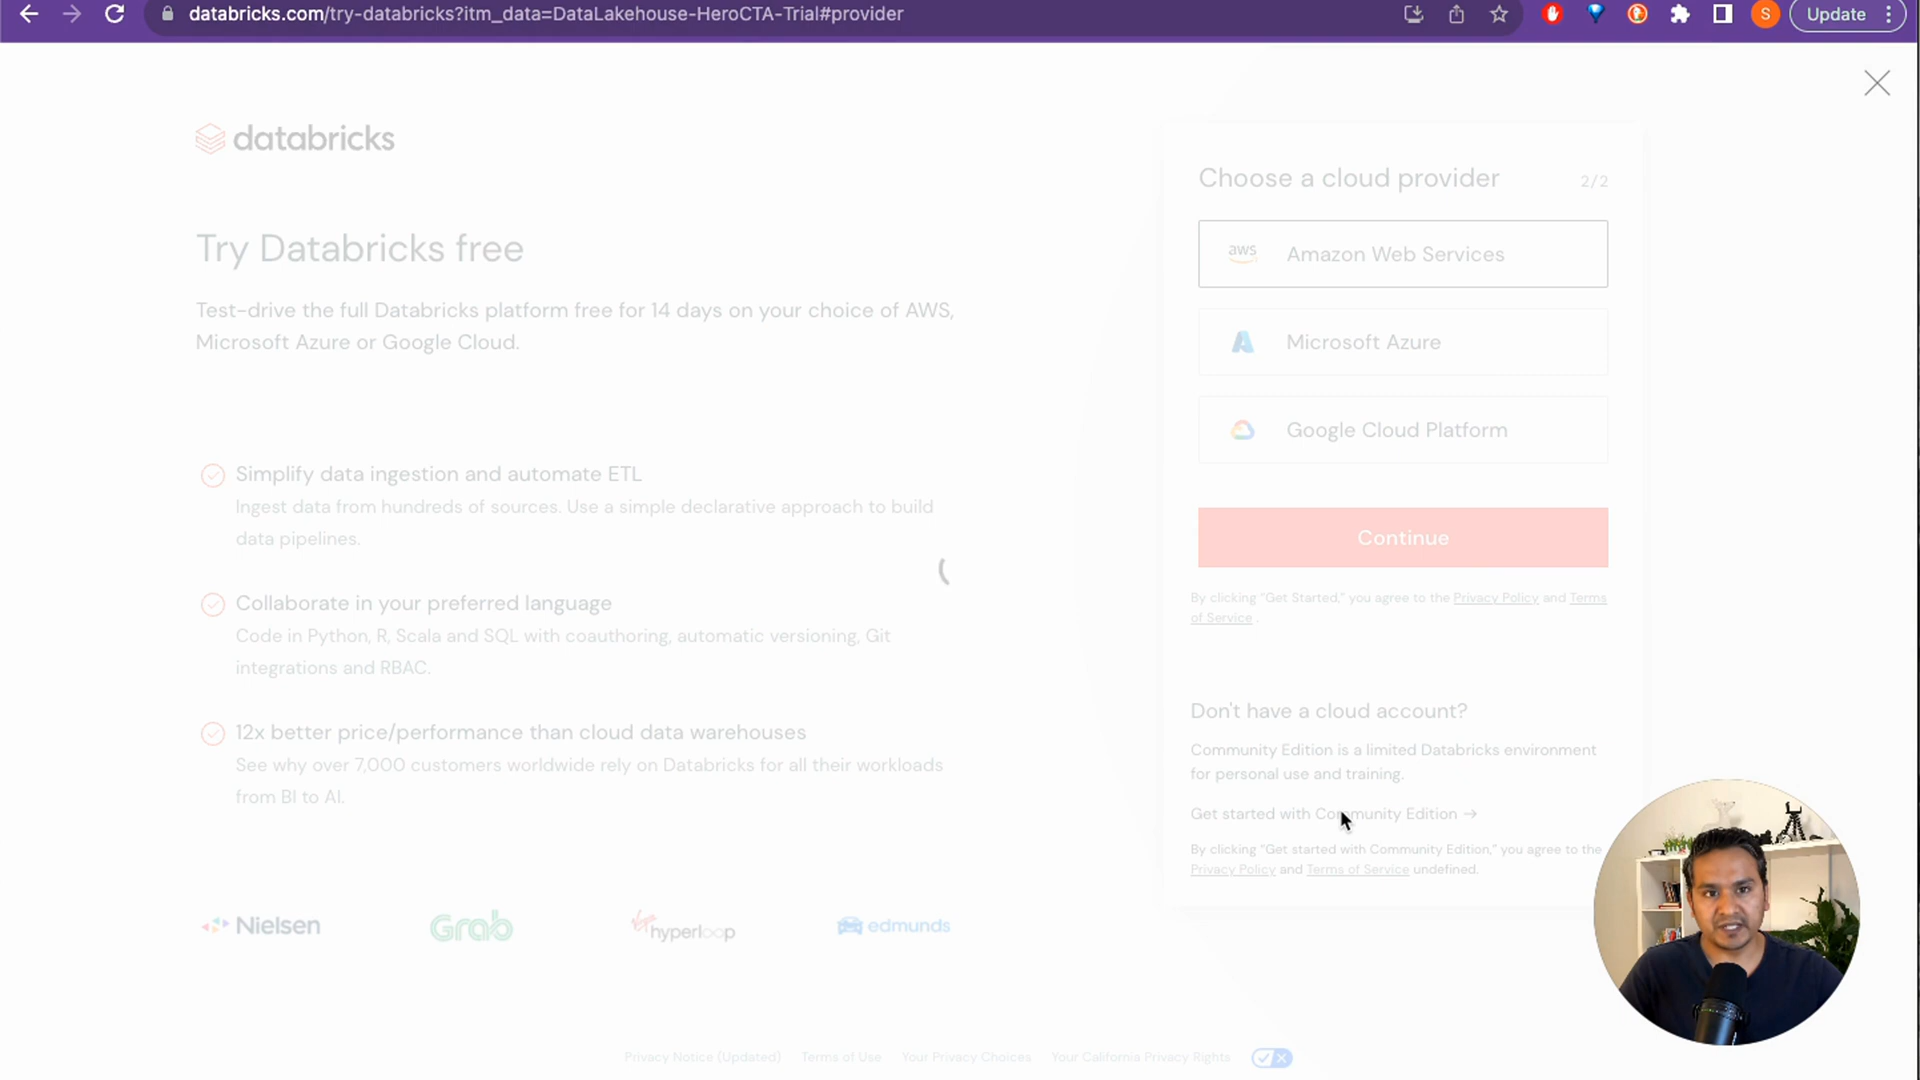 databricks.com/try-databricks?itm_data=DataLakehouse-HeroCTA-Trial#provider
S
Update
databricks
Try Databricks free
Test-drive the full Databricks platform free for 14 days on your choice of AWS,
Microsoft Azure or Google Cloud.
Simplify data ingestion and automate ETL
Ingest data from hundreds of sources. Use a simple declarative approach to build
data pipelines.
Collaborate in your preferred language
Code in Python, R, Scala and SQL with coauthoring, automatic versioning, Git
integrations and RBAC.
12x better price/performance than cloud data warehouses
See why over 7,000 customers worldwide rely on Databricks for all their workloads
from BI to AI.
Nielsen
Grab
virgin
hyperloop
edmunds
Choose a cloud provider
2/2
aws Amazon Web Services
Microsoft Azure
Google Cloud Platform
Continue
By clicking "Get Started," you agree to the Privacy Policy and Terms
of Service .
Don't have a cloud account?
Community Edition is a limited Databricks environment
for personal use and training.
Get started with Community Edition →
By clicking "Get started with Community Edition," you agree to the
Privacy Policy and Terms of Service undefined.
Privacy Notice (Updated) Terms of Use Your Privacy Choices Your California Privacy Rights